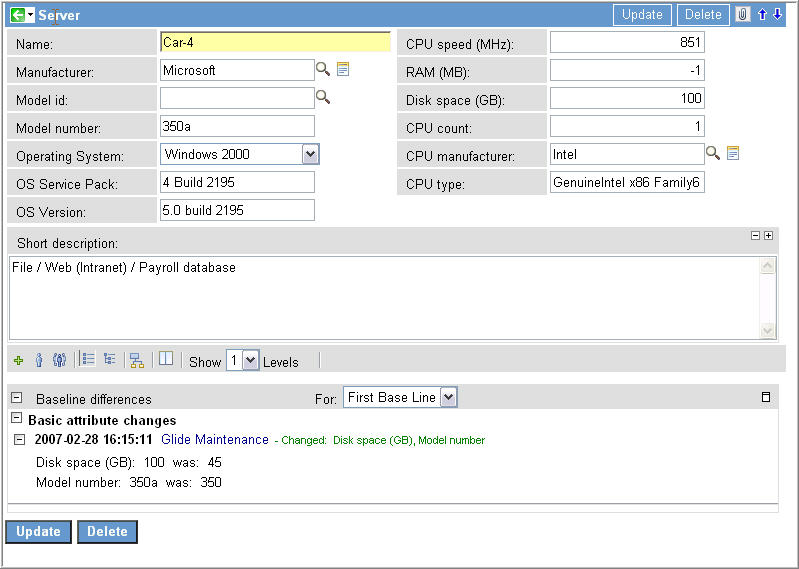 Server Update Delete
Name: Car-4 CPU speed (MHz): 851
Manufacturer: Microsoft RAM (MB): -1
Model id: Disk space (GB): 100
Model number: 350a CPU count: 1
Operating System: Windows 2000 CPU manufacturer: Intel
OS Service Pack: 4 Build 2195 CPU type: GenuineIntel x86 Family6
OS Version: 5.0 build 2195
Short description:
File / Web (Intranet) / Payroll database
Show 1 Levels
Baseline differences For: First Base Line
Basic attribute changes
2007-02-28 16:15:11 Glide Maintenance - Changed: Disk space (GB), Model number
Disk space (GB): 100 was: 45
Model number: 350a was: 350
Update Delete